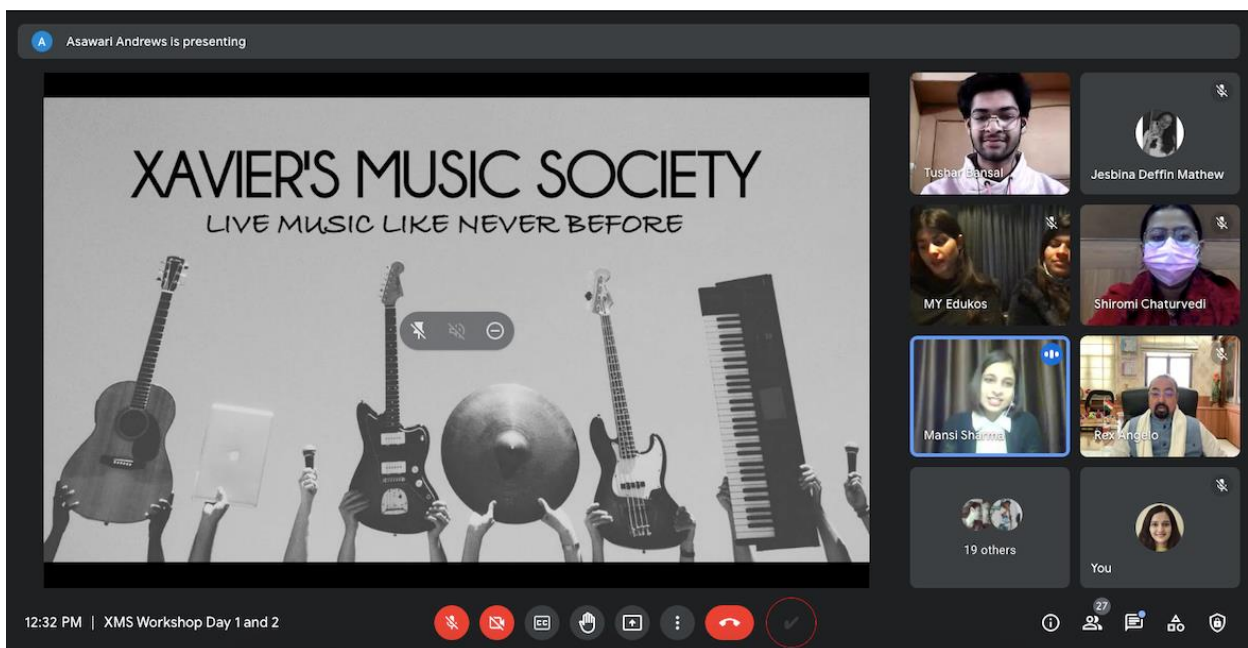 A Asawari Andrews is presenting
XAVIER'S MUSIC SOCIETY
LIVE MUSIC LIKE NEVER BEFORE
Tushar Bansal
Jesbina Deffin Mathew
MY Edukos
Shiromi Chaturvedi
Mansi Sharma
Rex Angelo
19 others
You
12:32 PM | XMS Workshop Day 1 and 2
CC
27